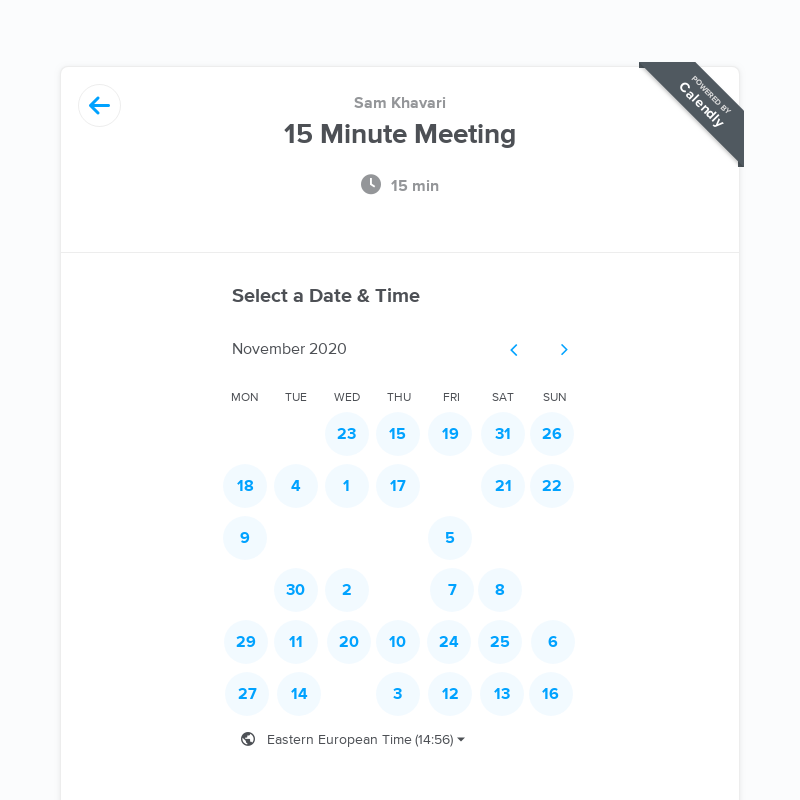 POWERED BY
Calendly
Sam Khavari
15 Minute Meeting
15 min
Select a Date & Time
November 2020
MON TUE WED THU FRI SAT SUN
23 15 19 31 26
18 4 1 17 21 22
9 5
30 2 7 8
29 11 20 10 24 25 6
27 14 3 12 13 16
Eastern European Time (14:56)